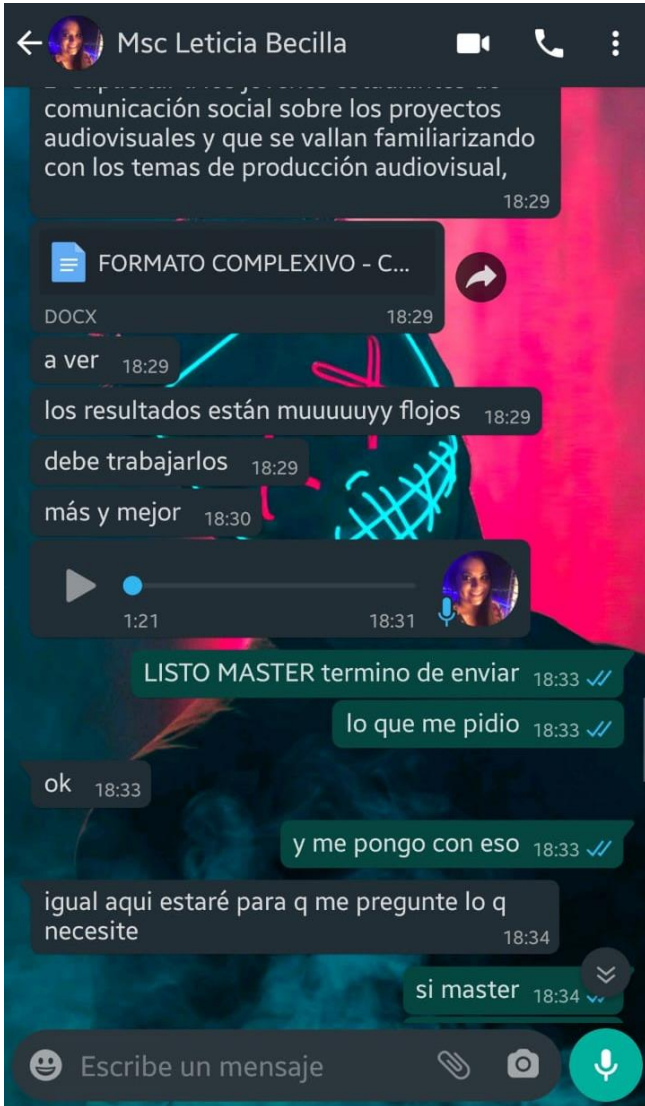 Msc Leticia Becilla
comunicación social sobre los proyectos
audiovisuales y que se vallan familiarizando
con los temas de producción audiovisual,
18:29
FORMATO COMPLEXIVO - C...
DOCX 18:29
a ver 18:29
los resultados están muuuuuyy flojos 18:29
debe trabajarlos 18:29
más y mejor 18:30
1:21 18:31
LISTO MASTER termino de enviar 18:33
lo que me pidio 18:33
ok 18:33
y me pongo con eso 18:33
igual aqui estaré para q me pregunte lo q
necesite 18:34
si master 18:34
Escribe un mensaje